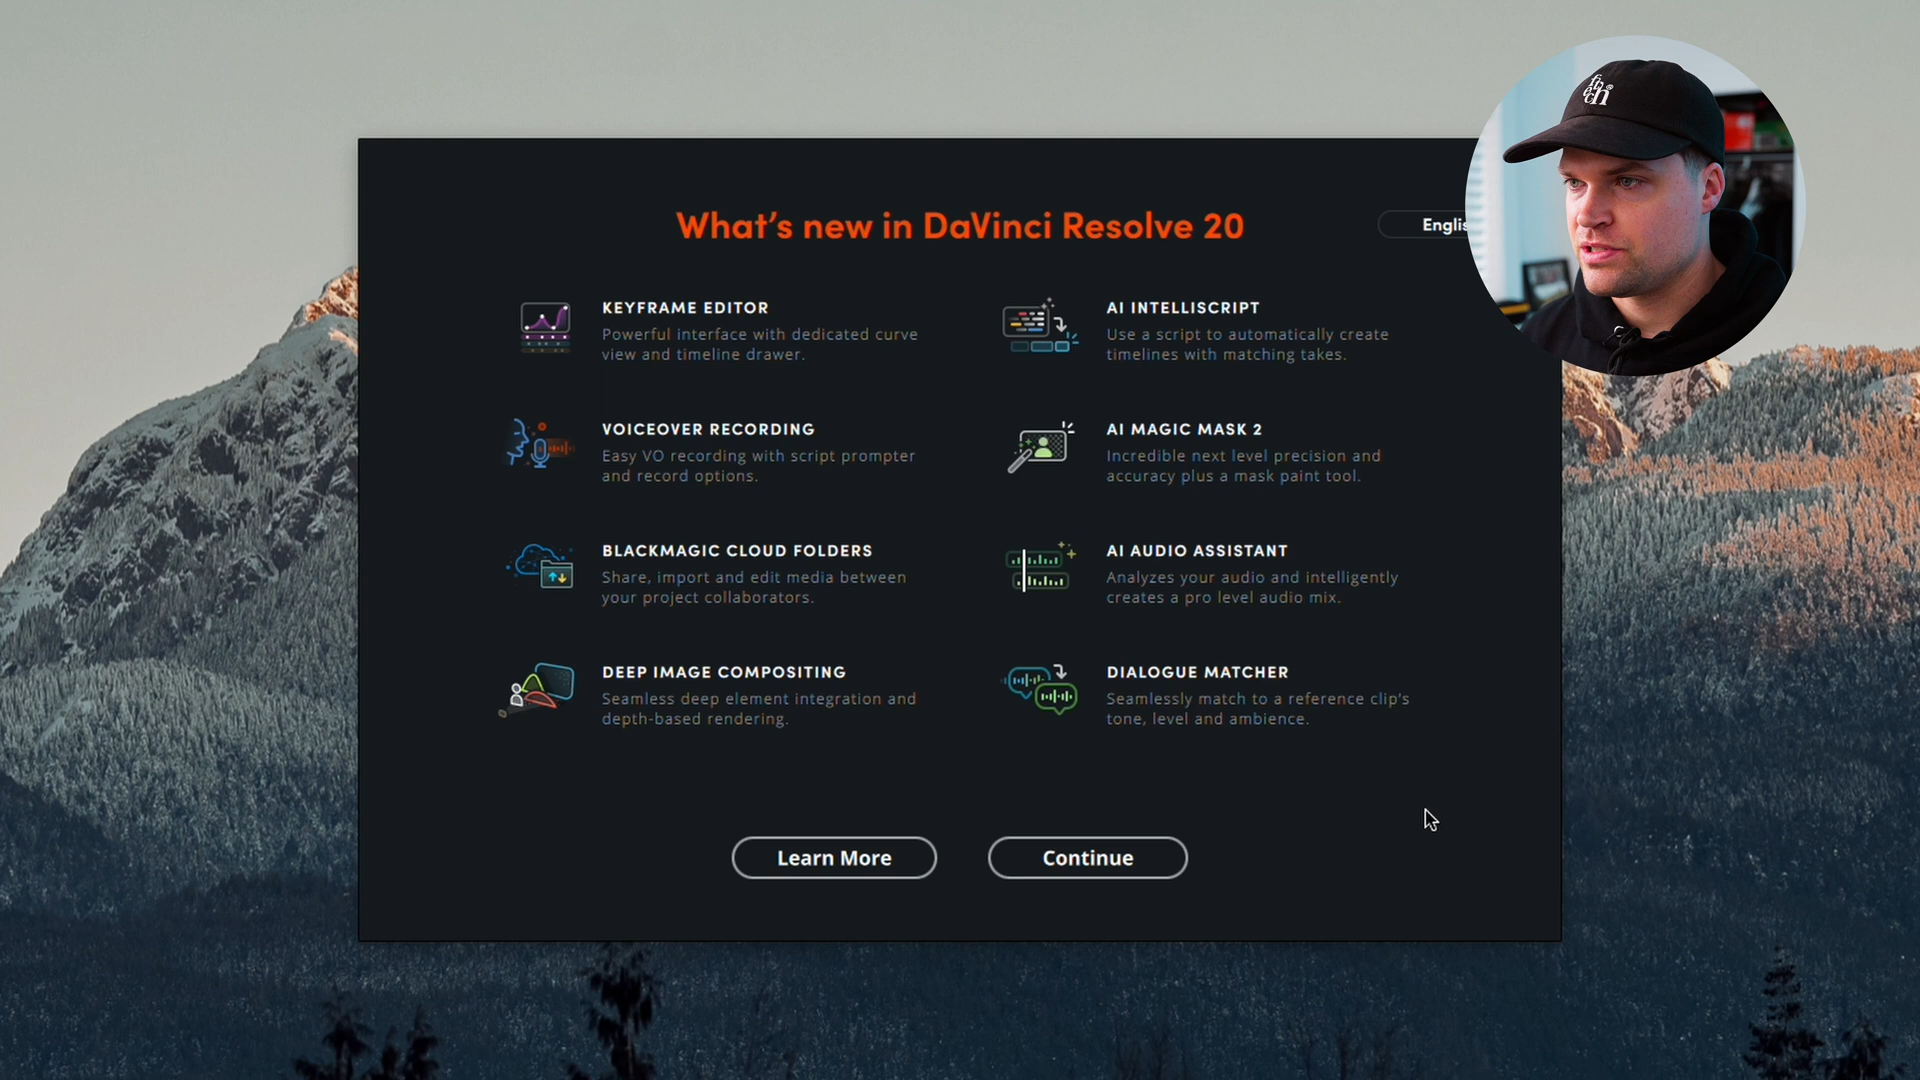 What's new in DaVinci Resolve 20
Englis
KEYFRAME EDITOR
Powerful interface with dedicated curve
view and timeline drawer.
AI INTELLISCRIPT
Use a script to automatically create
timelines with matching takes.
VOICEOVER RECORDING
Easy VO recording with script prompter
and record options.
AI MAGIC MASK 2
Incredible next level precision and
accuracy plus a mask paint tool.
BLACKMAGIC CLOUD FOLDERS
Share, import and edit media between
your project collaborators.
AI AUDIO ASSISTANT
Analyzes your audio and intelligently
creates a pro level audio mix.
DEEP IMAGE COMPOSITING
Seamless deep element integration and
depth-based rendering.
DIALOGUE MATCHER
Seamlessly match to a reference clip's
tone, level and ambience.
Learn More
Continue